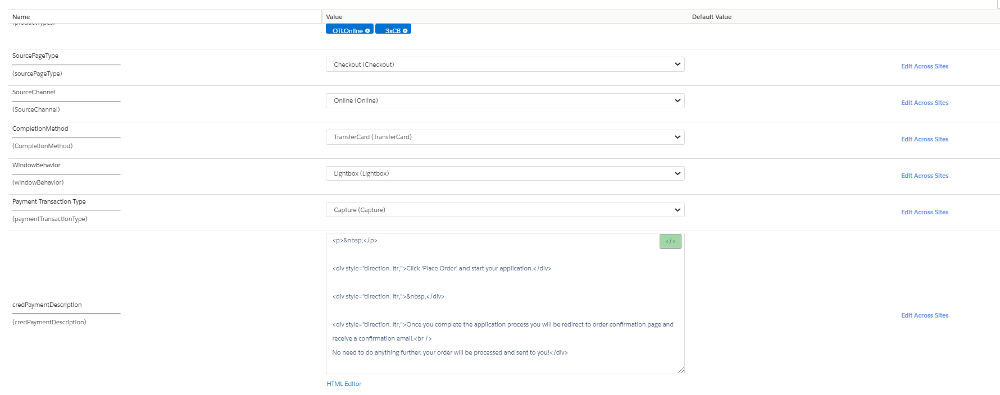 Name Value Default Value
(productTypes)
OTLOnline 3xCB
SourcePageType
Checkout (Checkout)
Edit Across Sites
(sourcePageType)
SourceChannel
Online (Online)
Edit Across Sites
(SourceChannel)
CompletionMethod
TransferCard (TransferCard)
Edit Across Sites
(CompletionMethod)
WindowBehavior
Lightbox (Lightbox)
Edit Across Sites
(windowBehavior)
Payment Transaction Type
Capture (Capture)
Edit Across Sites
(paymentTransactionType)
<p>&nbsp;</p>
</>
<div style="direction: ltr;">Click 'Place Order' and start your application.</div>
<div style="direction: ltr;">&nbsp;</div>
credPaymentDescription
Edit Across Sites
(credPaymentDescription)
<div style="direction: ltr;">Once you complete the application process you will be redirect to order confirmation page and
receive a confirmation email.<br />
No need to do anything further. your order will be processed and sent to you!</div>
HTML Editor